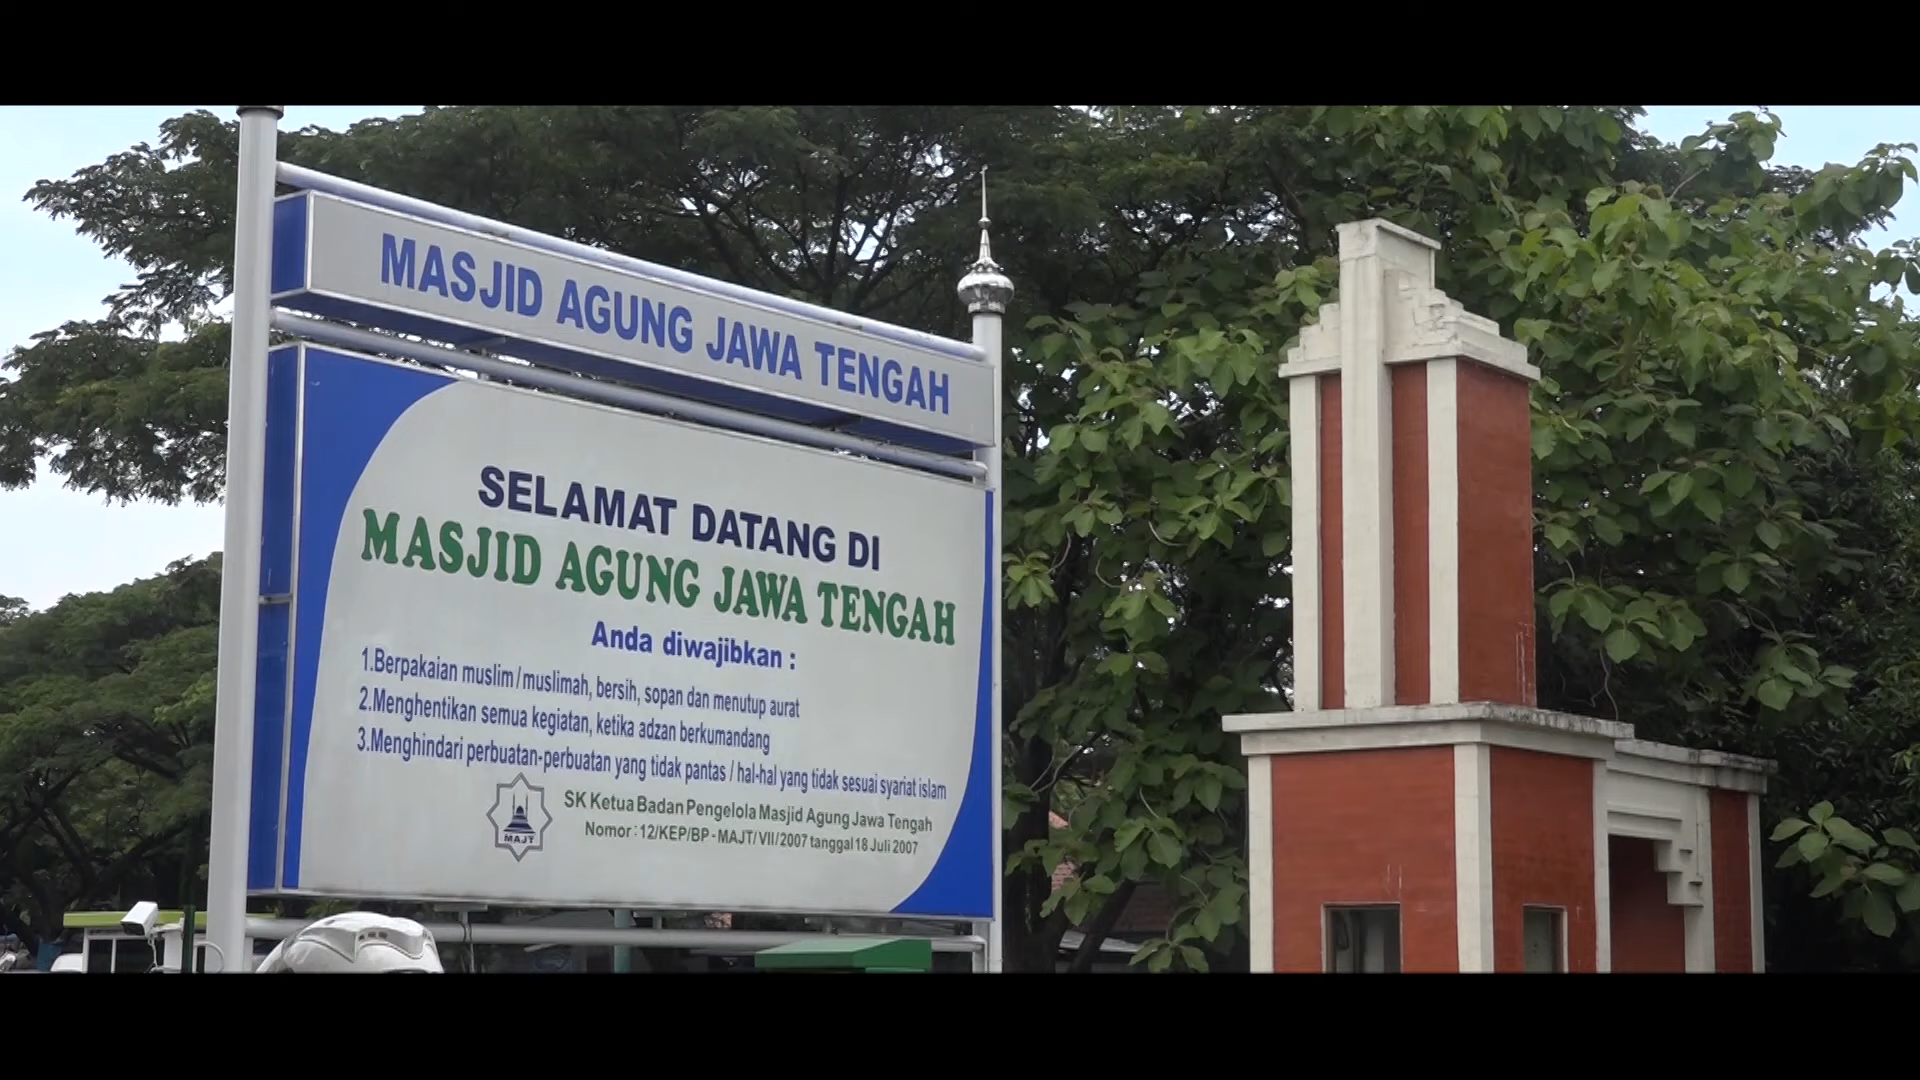 MASJID AGUNG JAWA TENGAH
SELAMAT DATANG DI
MASJID AGUNG JAWA TENGAH
Anda diwajibkan :
1.Berpakaian muslim / muslimah, bersih, sopan dan menutup aurat
2.Menghentikan semua kegiatan, ketika adzan berkumandang
3.Menghindari perbuatan-perbuatan yang tidak pantas / hal-hal yang tidak sesuai syariat islam
SK Ketua Badan Pengelola Masjid Agung Jawa Tengah
Nomor : 12/KEP/BP - MAJT/VII/2007 tanggal 18 Juli 2007
MAJT